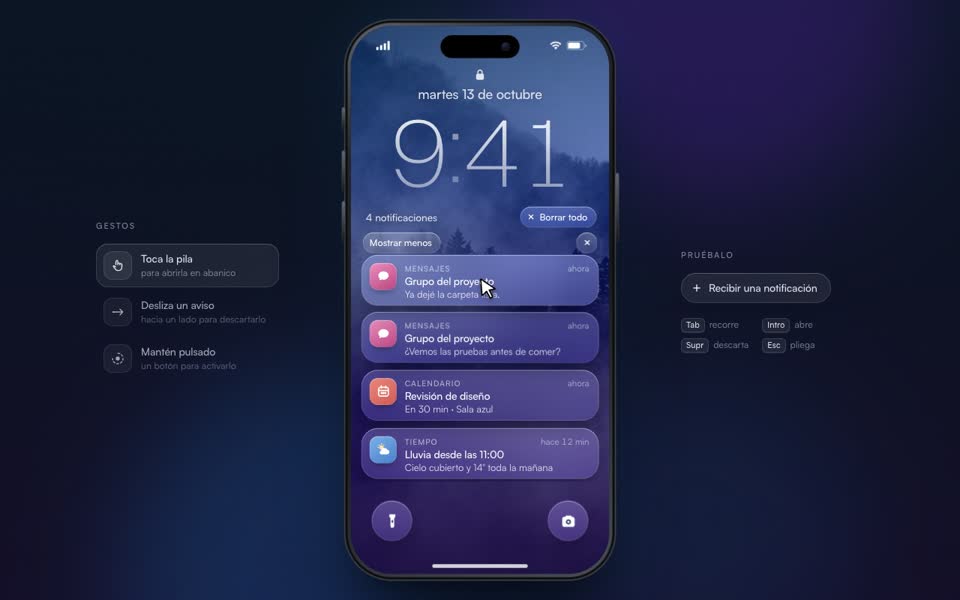 GESTOS
Toca la pila
para abrirla en abanico
Desliza un aviso
hacia un lado para descartarlo
Mantén pulsado
un botón para activarlo
martes 13 de octubre
9:41
4 notificaciones
× Borrar todo
Mostrar menos
×
MENSAJES
ahora
Grupo del proyecto
Ya dejé la carpeta
MENSAJES
ahora
Grupo del proyecto
¿Vemos las pruebas antes de comer?
CALENDARIO
ahora
Revisión de diseño
En 30 min · Sala azul
TIEMPO
hace 12 min
Lluvia desde las 11:00
Cielo cubierto y 14° toda la mañana
PRUÉBALO
+ Recibir una notificación
Tab recorre
Intro abre
Supr descarta
Esc pliega